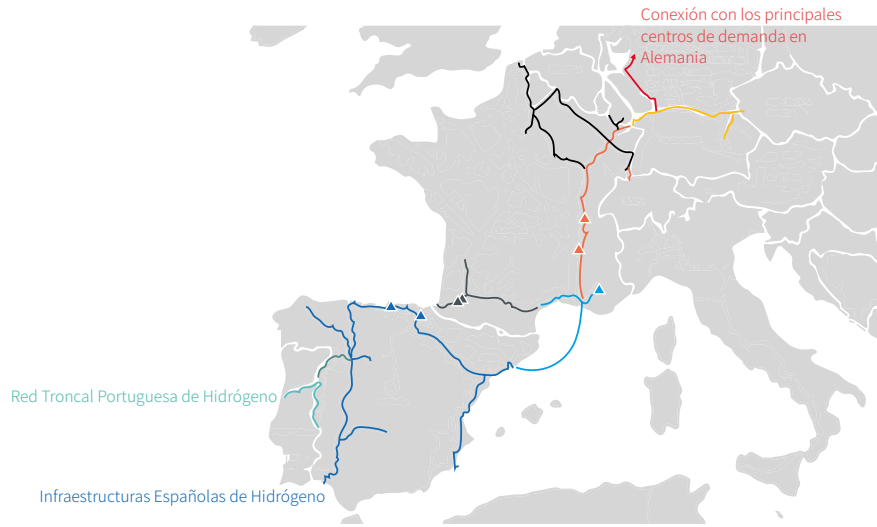 Conexión con los principales
centros de demanda en
Alemania
Red Troncal Portuguesa de Hidrógeno
Infraestructuras Españolas de Hidrógeno